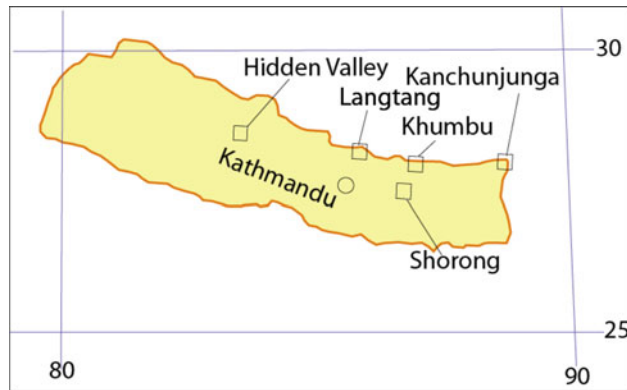 30
Hidden Valley
Kanchunjunga
Langtang
Khumbu
Kathmandu
Shorong
25
80
90